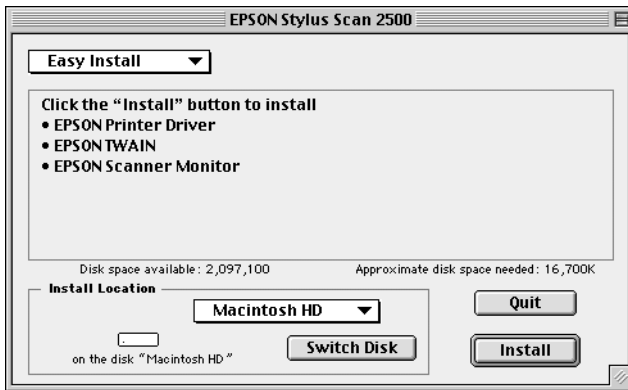 EPSON Stylus Scan 2500
Easy Install
Click the “Install” button to install
• EPSON Printer Driver
• EPSON TWAIN
• EPSON Scanner Monitor
Disk space available: 2,097,100 Approximate disk space needed: 16,700K
Install Location
Macintosh HD
Quit
on the disk “Macintosh HD”
Switch Disk
Install